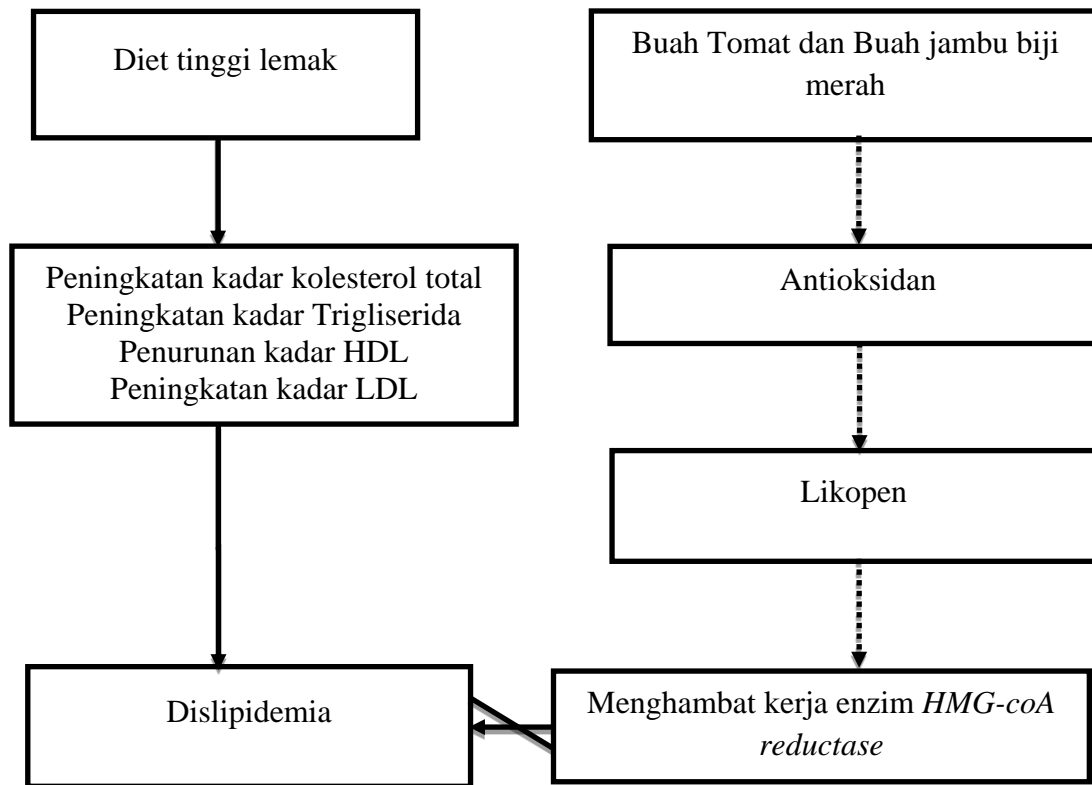 Diet tinggi lemak
Peningkatan kadar kolesterol total
Peningkatan kadar Trigliserida
Penurunan kadar HDL
Peningkatan kadar LDL
Dislipidemia
Buah Tomat dan Buah jambu biji
merah
Antioksidan
Likopen
Menghambat kerja enzim HMG-coA
reductase